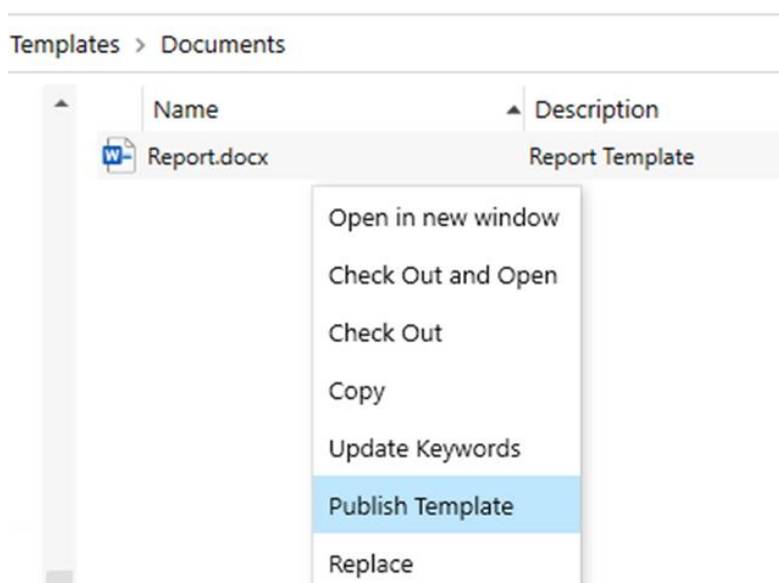 Templates > Documents
Name Description
Report.docx Report Template
Open in new window
Check Out and Open
Check Out
Copy
Update Keywords
Publish Template
Replace